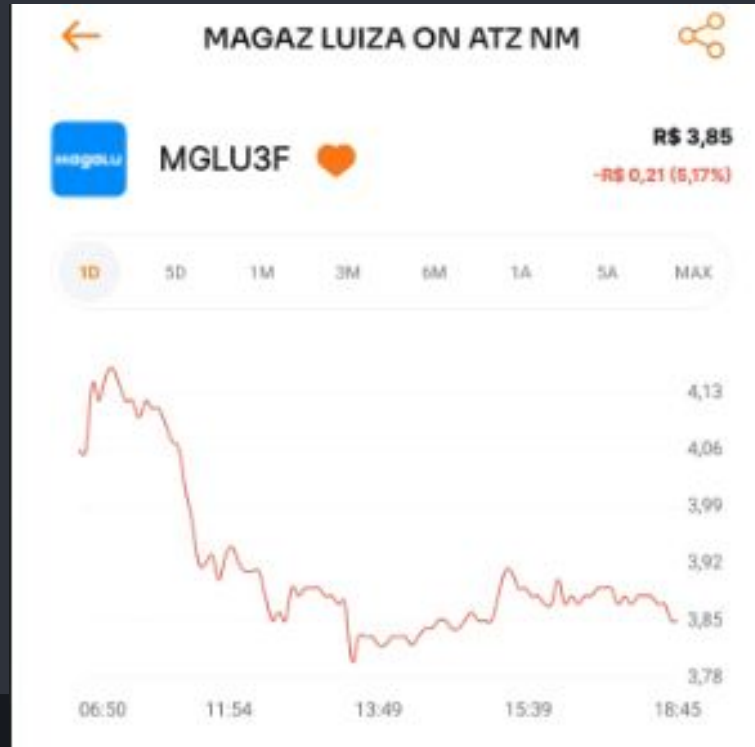 MAGAZ LUIZA ON ATZ NM
Magalu
MGLU3F
R$ 3,85
-R$ 0,21 (5,17%)
1D 5D 1M 3M 6M 1A 5A MAX
4,13
4,06
3,99
3,92
3,85
3,78
06:50 11:54 13:49 15:39 18:45